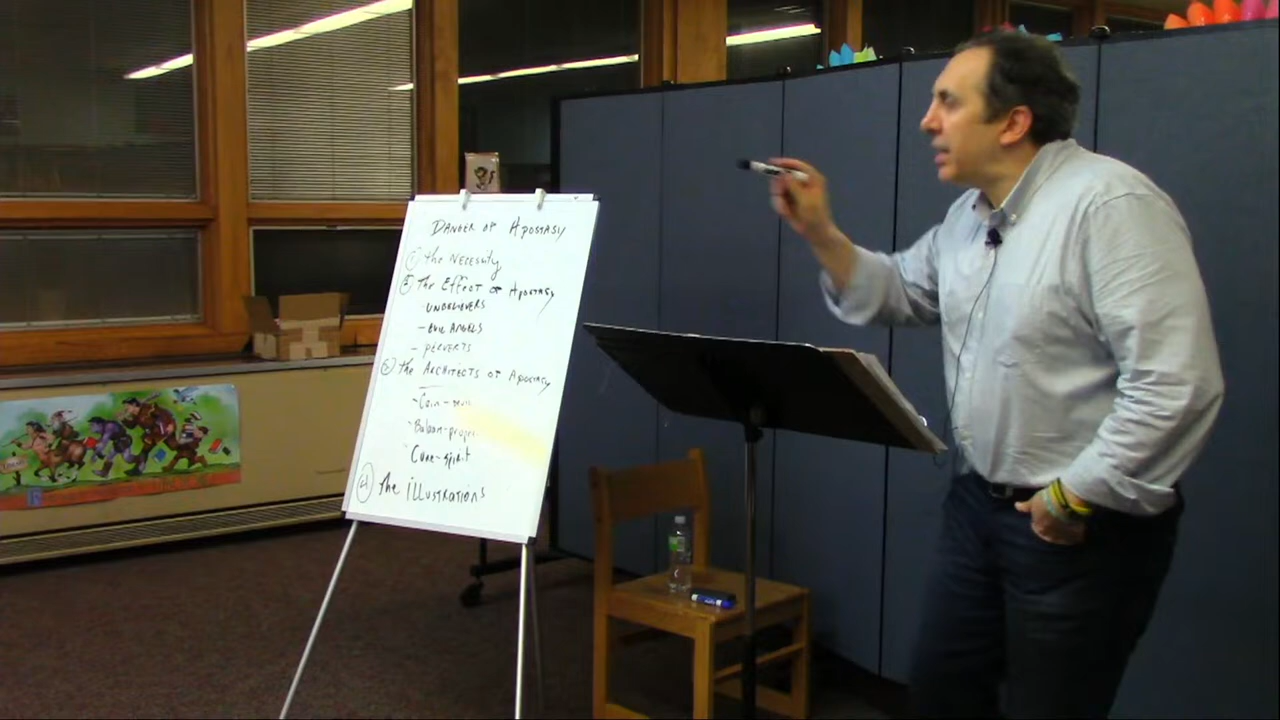 DANGER OF APOSTASY
① the NECESSITY
② The EFFECT OF APOSTASY
UNBELIEVERS
- EVIL ANGELS
- PERVERTS
③ the ARCHITECTS OF APOSTASY
- Cain -
- Balaam -
Core - spirit
④ the illustrations